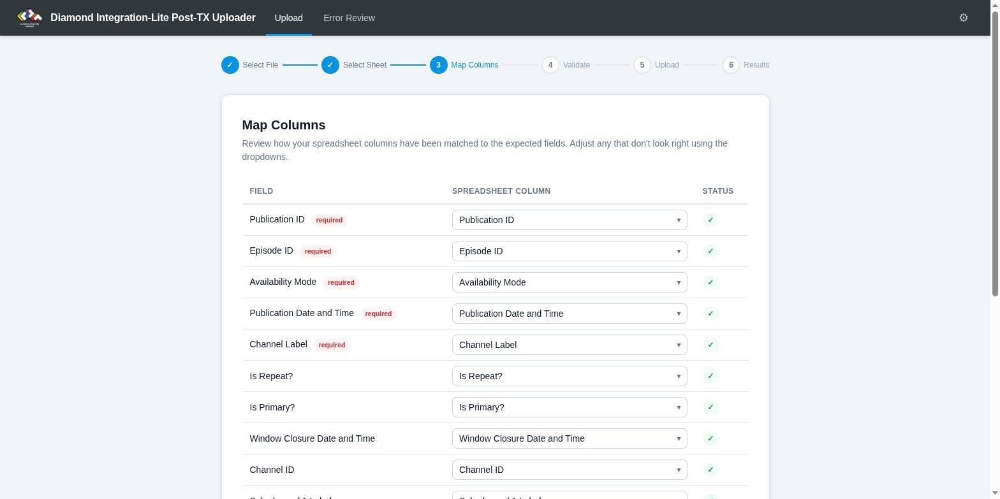 creative diversity
network
Diamond Integration-Lite Post-TX Uploader
Upload
Error Review
Select File
Select Sheet
3 Map Columns
4 Validate
5 Upload
6 Results
Map Columns
Review how your spreadsheet columns have been matched to the expected fields. Adjust any that don't look right using the
dropdowns.
FIELD SPREADSHEET COLUMN STATUS
Publication ID required Publication ID
Episode ID required Episode ID
Availability Mode required Availability Mode
Publication Date and Time required Publication Date and Time
Channel Label required Channel Label
Is Repeat? Is Repeat?
Is Primary? Is Primary?
Window Closure Date and Time Window Closure Date and Time
Channel ID Channel ID